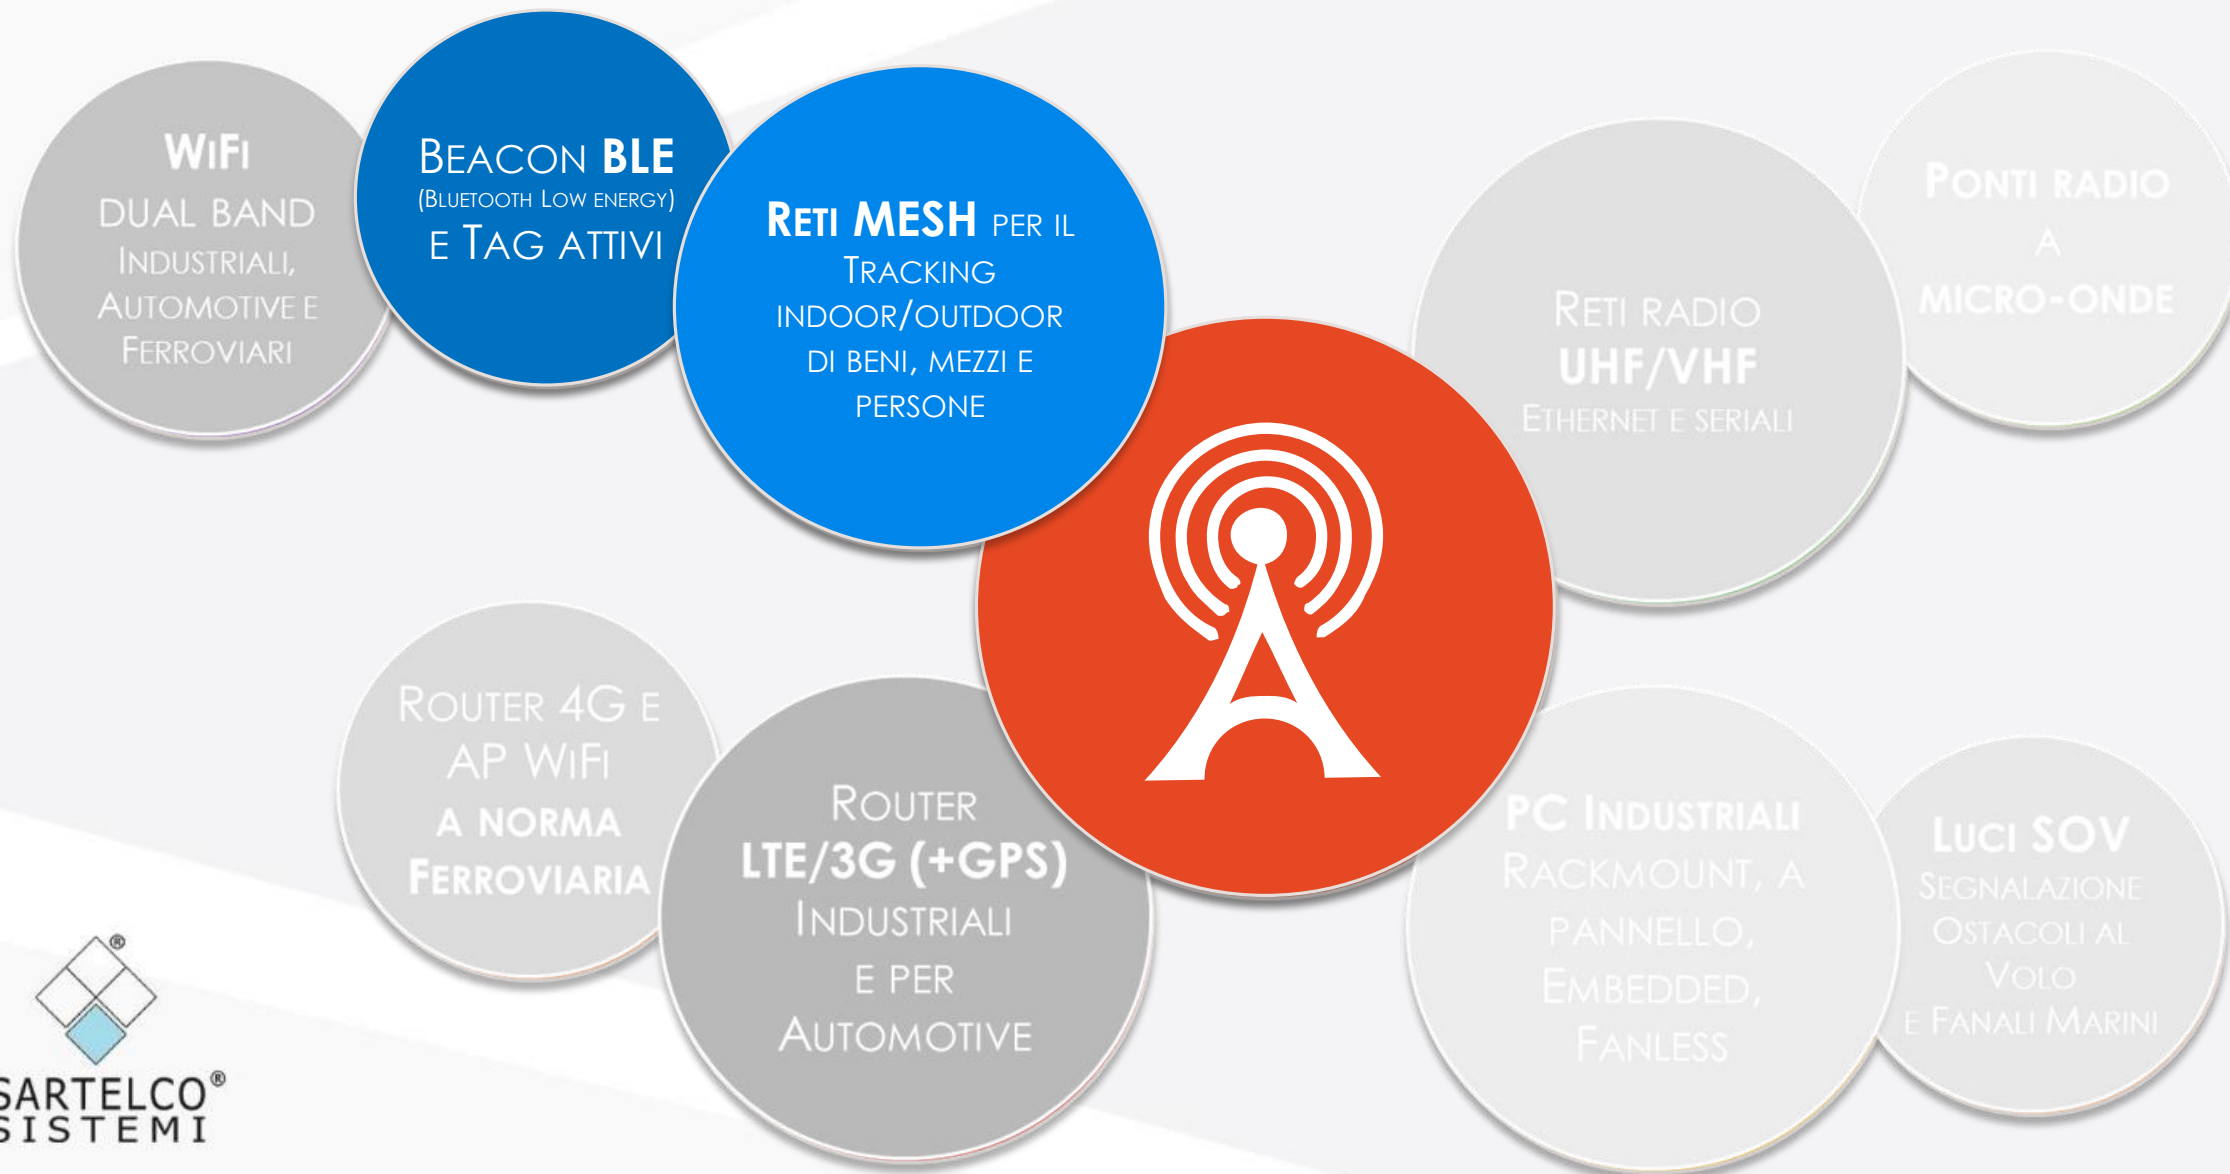 WiFi
DUAL BAND
INDUSTRIALI,
AUTOMOTIVE E
FERROVIARI
BEACON BLE
(BLUETOOTH LOW ENERGY)
E TAG ATTIVI
RETI MESH PER IL
TRACKING
INDOOR/OUTDOOR
DI BENI, MEZZI E
PERSONE
RETI RADIO
UHF/VHF
ETHERNET E SERIALI
PONTI RADIO
A
MICRO-ONDE
ROUTER 4G E
AP WIFI
A NORMA
FERROVIARIA
ROUTER
LTE/3G (+GPS)
INDUSTRIALI
E PER
AUTOMOTIVE
PC INDUSTRIALI
RACKMOUNT, A
PANNELLO,
EMBEDDED,
FANLESS
LUCI SOV
SEGNALAZIONE
OSTACOLI AL
VOLO
E FANALI MARINI
®
SARTELCO®
SISTEMI